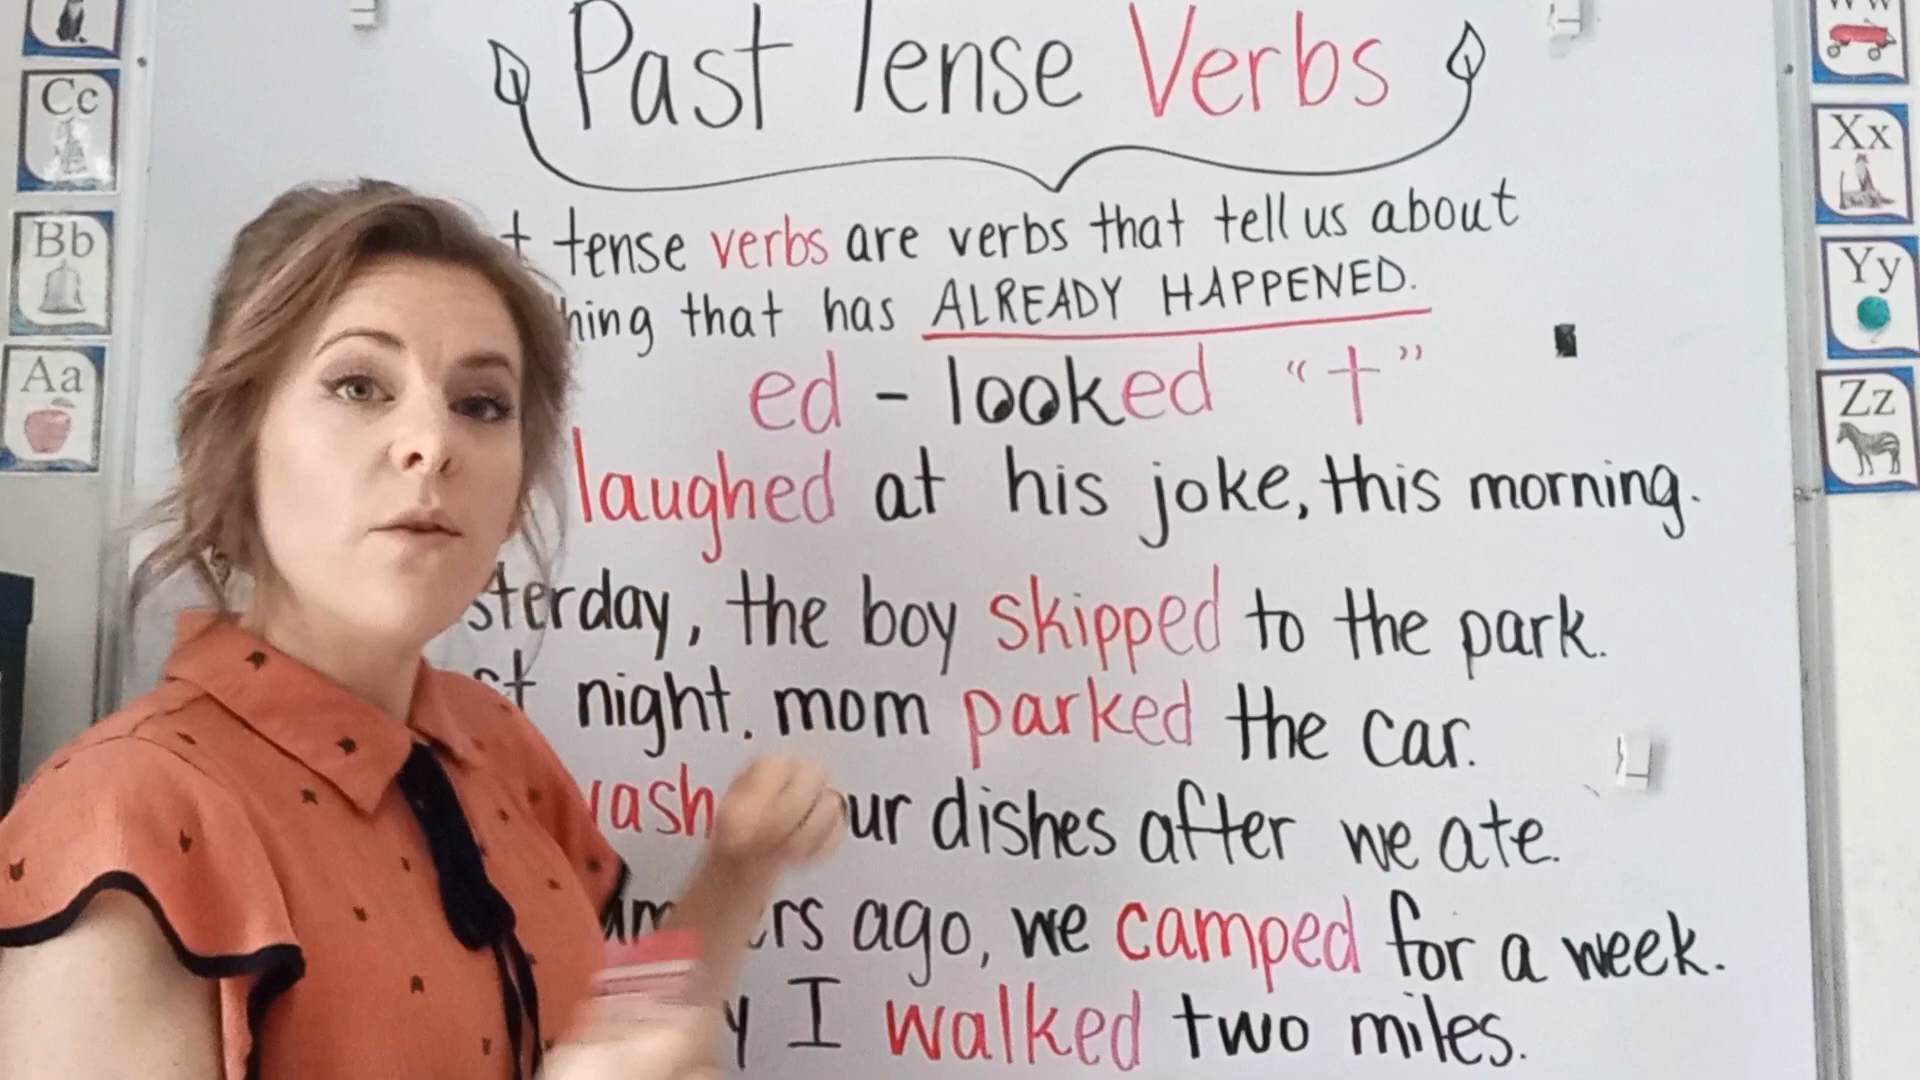 Past Tense Verbs
tense verbs are verbs that tell us about
that has ALREADY HAPPENED.
ed - looked "t"
laughed at his joke, this morning.
sterday, the boy skipped to the park.
night. mom parked the car.
ash ur dishes after we ate.
rs ago, we camped for a week.
y I walked two miles.
Cc
Bb
Aa
Ww
Xx
Yy
Zz